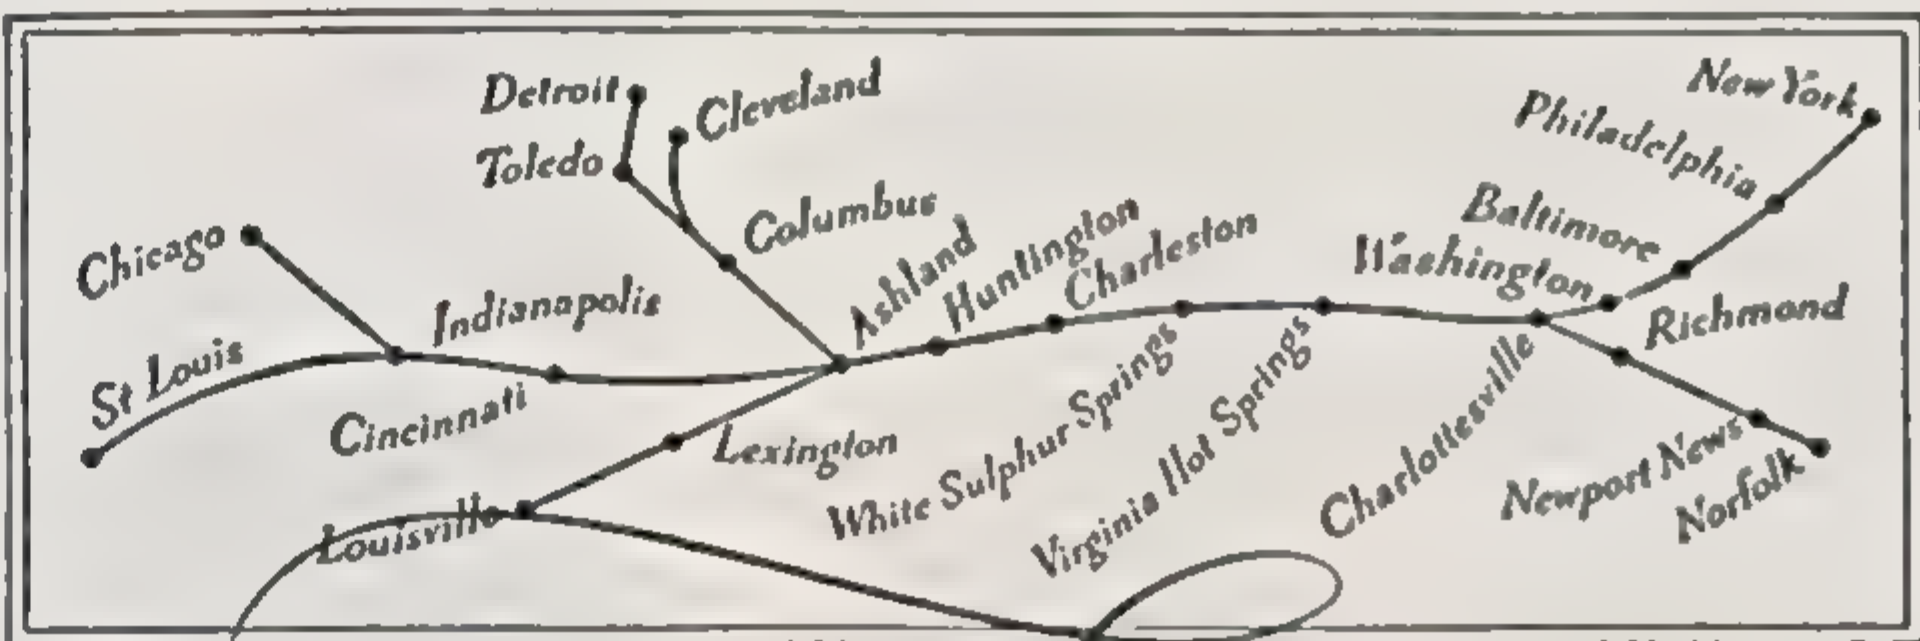 Detroit
Cleveland
New York
Philadelphia
Toledo
Columbus
Baltimore
Chicago
Ashland
Huntington
Charleston
Washington
Indianapolis
Richmond
St Louis
Cincinnati
Lexington
White Sulphur Springs
Virginia Hot Springs
Charlottesville
Newport News
Norfolk
Louisville